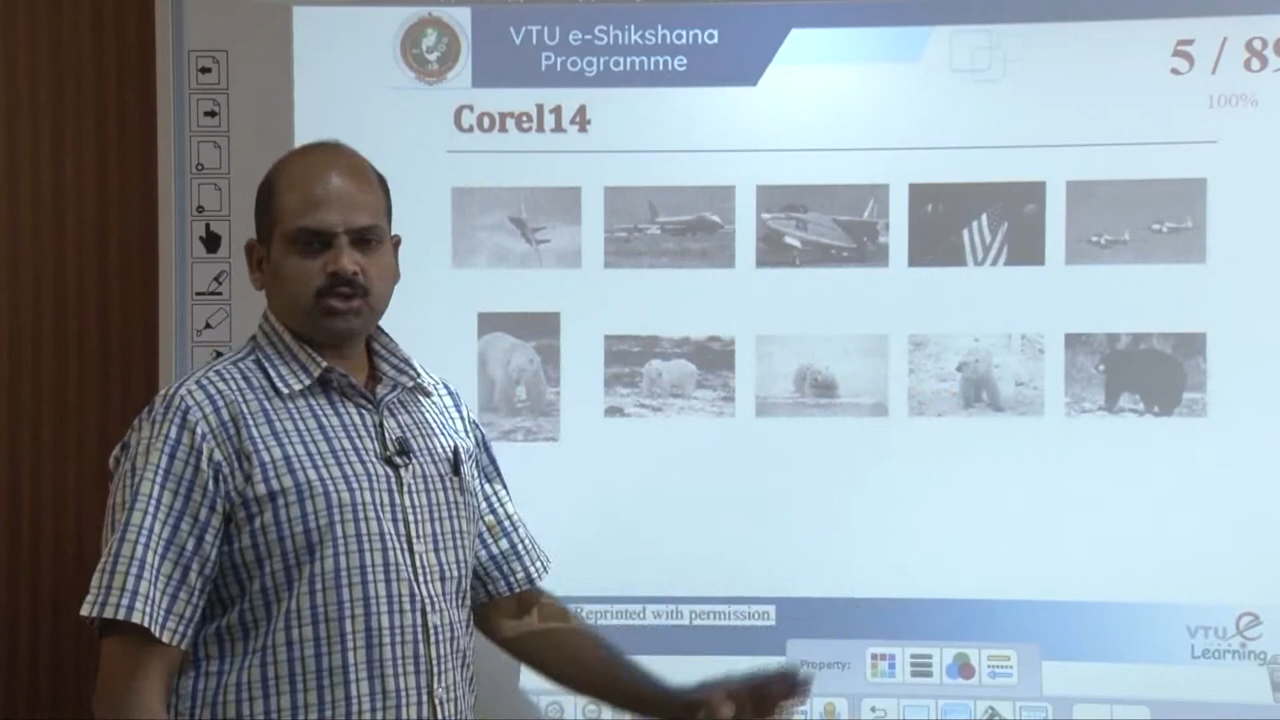 VTU e-Shikshana
Programme
5 / 89
100%
Corel14
Reprinted with permission.
VTU e
Learning
Property: